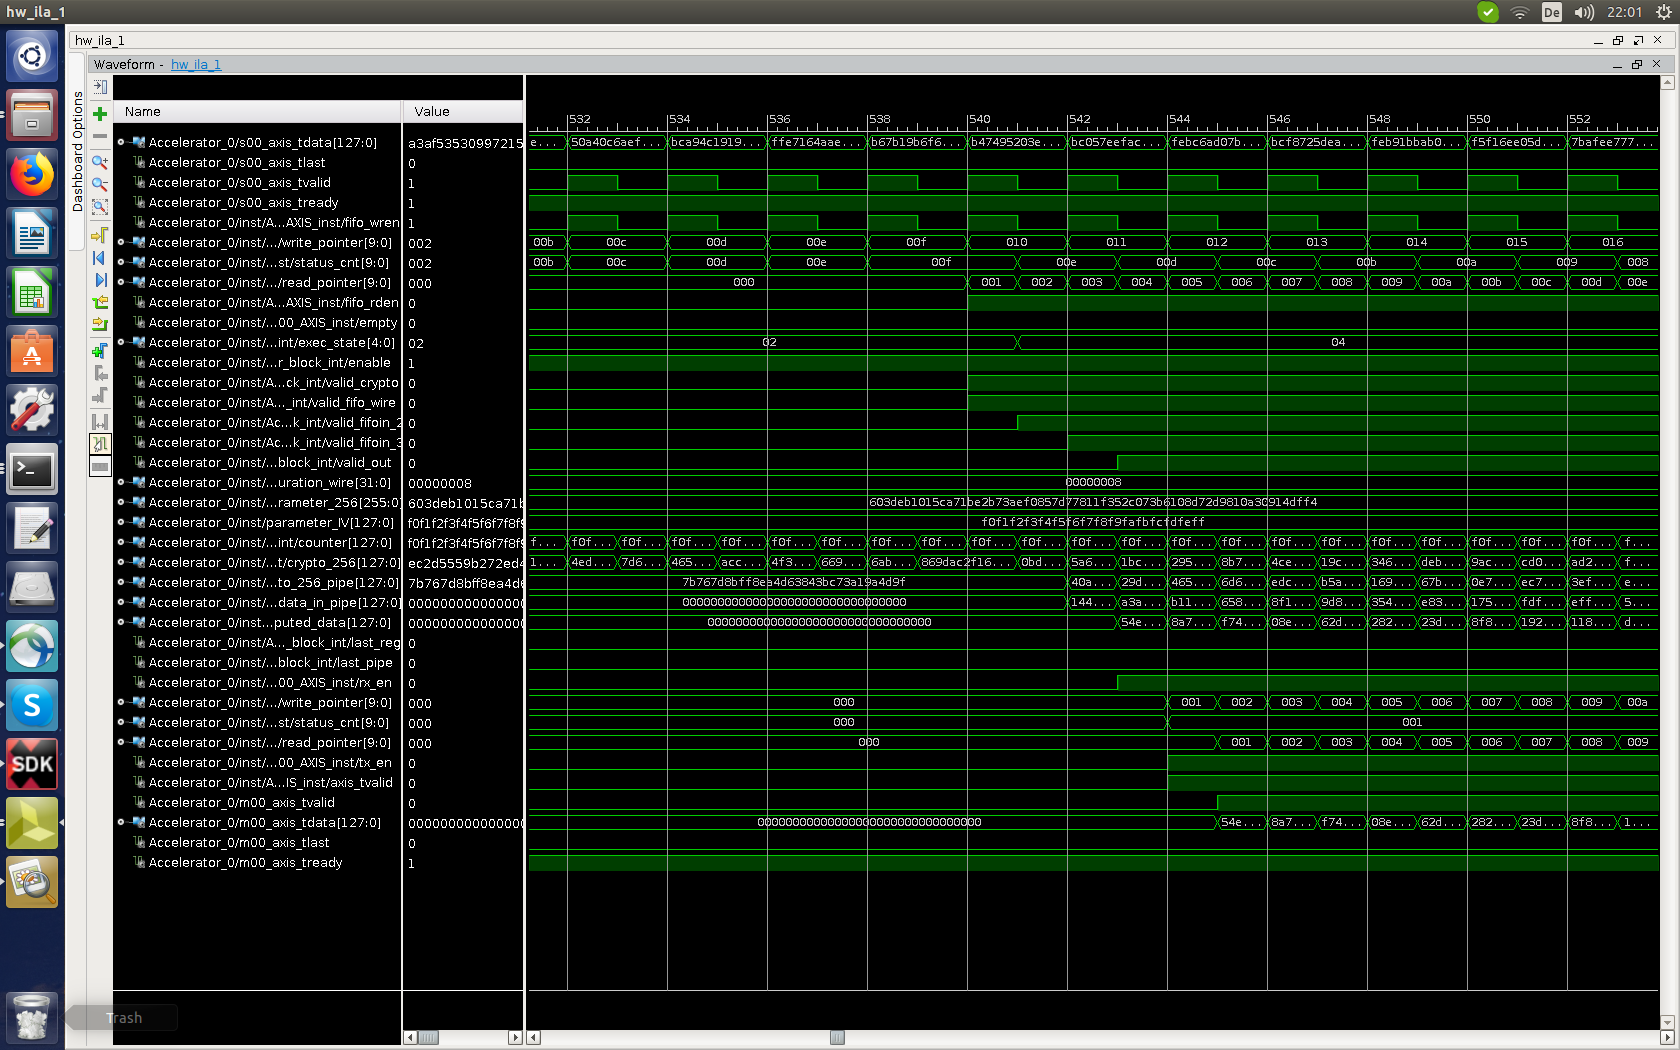 hw_ila_1
De
22:01
hw_ila_1
Waveform - hw_ila_1
Dashboard Options
Name Value
532 534 536 538 540 542 544 546 548 550 552
Accelerator_0/s00_axis_tdata[127:0] a3af53530997215 e... 50a40c6aef... bca94c1919... ffe7164aae... b67b19b6f6... b47495203e... bc057eefac... febc6ad07b... bcf8725dea... feb91bbab0... f5f16ee05d... 7bafee777...
Accelerator_0/s00_axis_tlast 0
Accelerator_0/s00_axis_tvalid 1
Accelerator_0/s00_axis_tready 1
Accelerator_0/inst/A...AXIS_inst/fifo_wren 1
Accelerator_0/inst/.../write_pointer[9:0] 002 00b 00c 00d 00e 00f 010 011 012 013 014 015 016
Accelerator_0/inst/...st/status_cnt[9:0] 002 00b 00c 00d 00e 00f 00e 00d 00c 00b 00a 009 008
Accelerator_0/inst/.../read_pointer[9:0] 000 000 001 002 003 004 005 006 007 008 009 00a 00b 00c 00d 00e
Accelerator_0/inst/...AXIS_inst/fifo_rden 0
Accelerator_0/inst/...00_AXIS_inst/empty 0
Accelerator_0/inst/...int/exec_state[4:0] 02 02 04
Accelerator_0/inst/...r_block_int/enable 1
Accelerator_0/inst/A...ck_int/valid_crypto 0
Accelerator_0/inst/A..._int/valid_fifo_wire 0
Accelerator_0/inst/Ac...k_int/valid_fifoin_2 0
Accelerator_0/inst/Ac...k_int/valid_fifoin_3 0
Accelerator_0/inst/...block_int/valid_out 0
Accelerator_0/inst/...uration_wire[31:0] 00000008 00000008
Accelerator_0/inst/...rameter_256[255:0] 603deb1015ca71b 603deb1015ca71be2b73aef0857d77811f352c073b6108d72d9810a30914dff4
Accelerator_0/inst/parameter_IV[127:0] f0f1f2f3f4f5f6f7f8f9 f0f1f2f3f4f5f6f7f8f9fafbfcfdfeff
Accelerator_0/inst/...int/counter[127:0] f0f1f2f3f4f5f6f7f8f9 f... f0f... f0f... f0f... f0f... f0f... f0f... f0f... f0f... f0f... f0f... f0f... f0f... f0f... f0f... f0f... f0f... f0f... f0f... f0f... f0f... f0f... f...
Accelerator_0/inst/...t/crypto_256[127:0] ec2d5559b272ed4 1... 4ed... 7d6... 465... acc... 4f3... 669... 6ab... 869dac2f16... 0bd... 5a6... 1bc... 295... 8b7... 4ce... 19c... 346... deb... 9ac... cd0... ad2... f...
Accelerator_0/inst/...to_256_pipe[127:0] 7b767d8bff8ea4d6 7b767d8bff8ea4d63843bc73a19a4d9f 40a... 29d... 465... 6d6... edc... b5a... 169... 67b... 0e7... ec7... 3ef... e...
Accelerator_0/inst/...data_in_pipe[127:0] 000000000000000 00000000000000000000000000000000 144... a3a... b11... 658... 8f1... 9d8... 354... e83... 175... fdf... eff... 5...
Accelerator_0/inst/...puted_data[127:0] 000000000000000 00000000000000000000000000000000 54e... 8a7... f74... 08e... 62d... 282... 23d... 8f8... 192... 118... d...
Accelerator_0/inst/A..._block_int/last_reg 0
Accelerator_0/inst/...block_int/last_pipe 0
Accelerator_0/inst/...00_AXIS_inst/rx_en 0
Accelerator_0/inst/.../write_pointer[9:0] 000 000 001 002 003 004 005 006 007 008 009 00a
Accelerator_0/inst/...st/status_cnt[9:0] 000 000 001
Accelerator_0/inst/.../read_pointer[9:0] 000 000 001 002 003 004 005 006 007 008 009
Accelerator_0/inst/...00_AXIS_inst/tx_en 0
Accelerator_0/inst/A...IS_inst/axis_tvalid 0
Accelerator_0/m00_axis_tvalid 0
Accelerator_0/m00_axis_tdata[127:0] 000000000000000 00000000000000000000000000000000 54e... 8a7... f74... 08e... 62d... 282... 23d... 8f8... 1...
Accelerator_0/m00_axis_tlast 0
Accelerator_0/m00_axis_tready 1
SDK
Trash